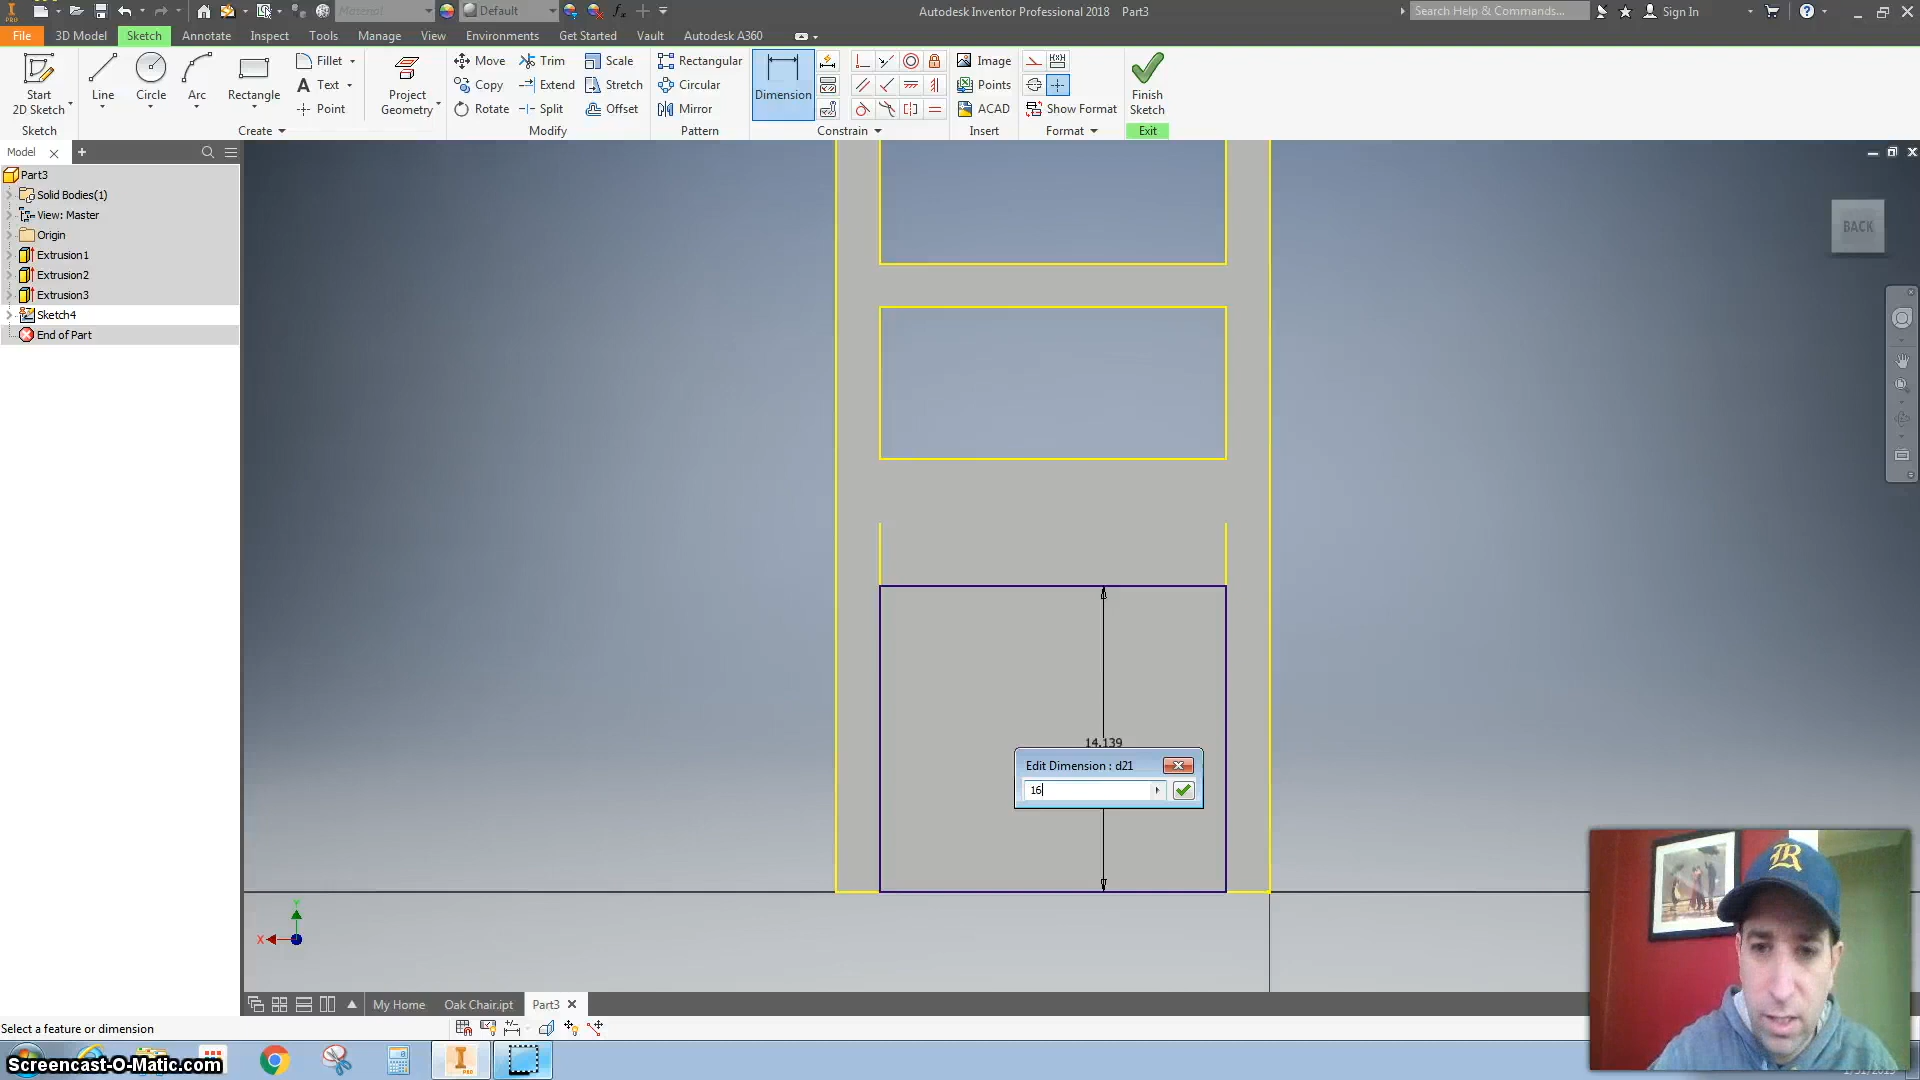 Material
Default
Autodesk Inventor Professional 2018 Part3
Search Help & Commands...
Sign In
PRO
File
3D Model
Sketch
Annotate
Inspect
Tools
Manage
View
Environments
Get Started
Vault
Autodesk A360
Start
2D Sketch
Line
Circle
Arc
Rectangle
Fillet
Text
Point
Project
Geometry
Move
Copy
Rotate
Trim
Extend
Split
Scale
Stretch
Offset
Rectangular
Circular
Mirror
Dimension
Image
Points
ACAD
Show Format
Finish
Sketch
Sketch
Create
Modify
Pattern
Constrain
Insert
Format
Exit
Model
Part3
Solid Bodies(1)
View: Master
Origin
Extrusion1
Extrusion2
Extrusion3
Sketch4
End of Part
BACK
14.139
Edit Dimension : d21
16
Y
X
My Home
Oak Chair.ipt
Part3
Select a feature or dimension
Screencast-O-Matic.com